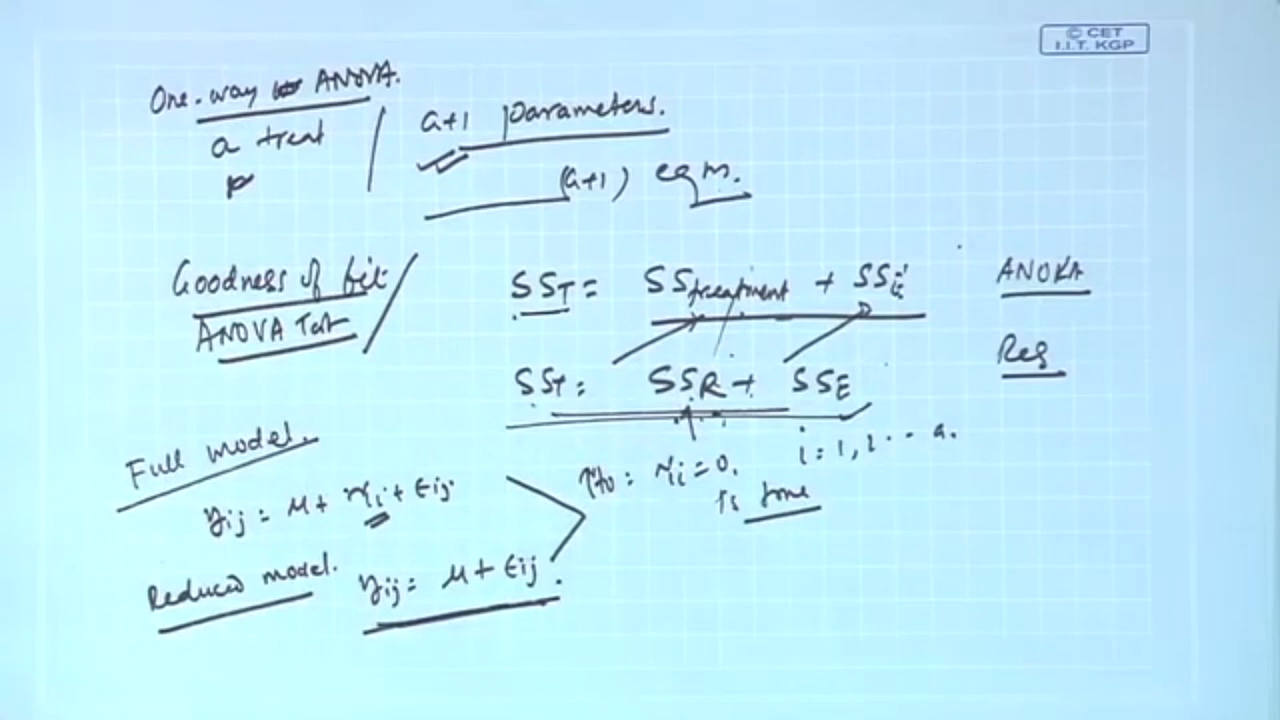 © CET
I.I.T. KGP
One-way ANOVA.
a treat
a+1 parameters.
(a+1) eqn.
Goodness of fit
ANOVA Test
SST = SStreatment + SSE
ANOVA
SST = SSR + SSE
Reg
Full model.
yij = μ + τi + εij
H0: τi = 0. i = 1, 2 .. a.
is true
Reduced model. yij = μ + εij.